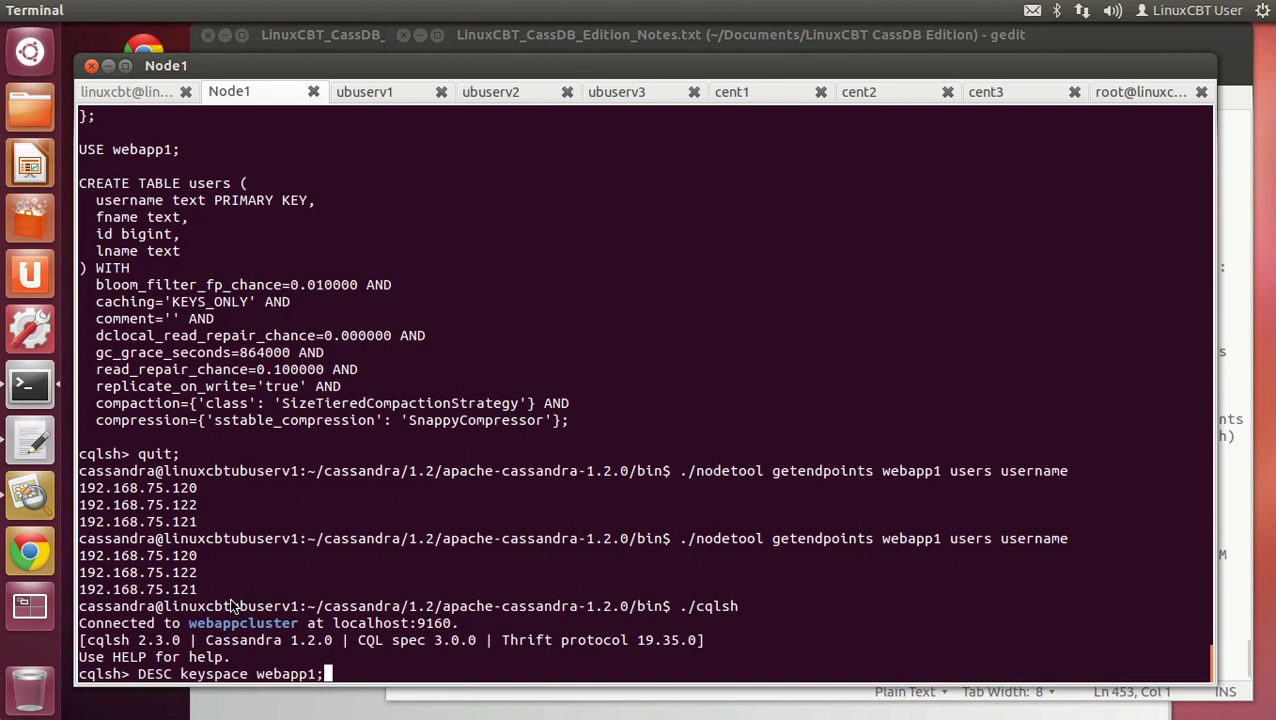 Terminal
LinuxCBT User
LinuxCBT_CassDB_
LinuxCBT_CassDB_Edition_Notes.txt (~/Documents/LinuxCBT CassDB Edition) - gedit
Node1
linuxcbt@lin...
Node1
ubuserv1
ubuserv2
ubuserv3
cent1
cent2
cent3
root@linuxc...
};
USE webapp1;
CREATE TABLE users (
username text PRIMARY KEY,
fname text,
id bigint,
lname text
) WITH
bloom_filter_fp_chance=0.010000 AND
caching='KEYS_ONLY' AND
comment='' AND
dclocal_read_repair_chance=0.000000 AND
gc_grace_seconds=864000 AND
read_repair_chance=0.100000 AND
replicate_on_write='true' AND
compaction={'class': 'SizeTieredCompactionStrategy'} AND
compression={'sstable_compression': 'SnappyCompressor'};
cqlsh> quit;
cassandra@linuxcbtubuserv1:~/cassandra/1.2/apache-cassandra-1.2.0/bin$ ./nodetool getendpoints webapp1 users username
192.168.75.120
192.168.75.122
192.168.75.121
cassandra@linuxcbtubuserv1:~/cassandra/1.2/apache-cassandra-1.2.0/bin$ ./nodetool getendpoints webapp1 users username
192.168.75.120
192.168.75.122
192.168.75.121
cassandra@linuxcbtubuserv1:~/cassandra/1.2/apache-cassandra-1.2.0/bin$ ./cqlsh
Connected to webappcluster at localhost:9160.
[cqlsh 2.3.0 | Cassandra 1.2.0 | CQL spec 3.0.0 | Thrift protocol 19.35.0]
Use HELP for help.
cqlsh> DESC keyspace webapp1;
:
s
nts
h)
M
Plain Text
Tab Width: 8
Ln 453, Col 1
INS